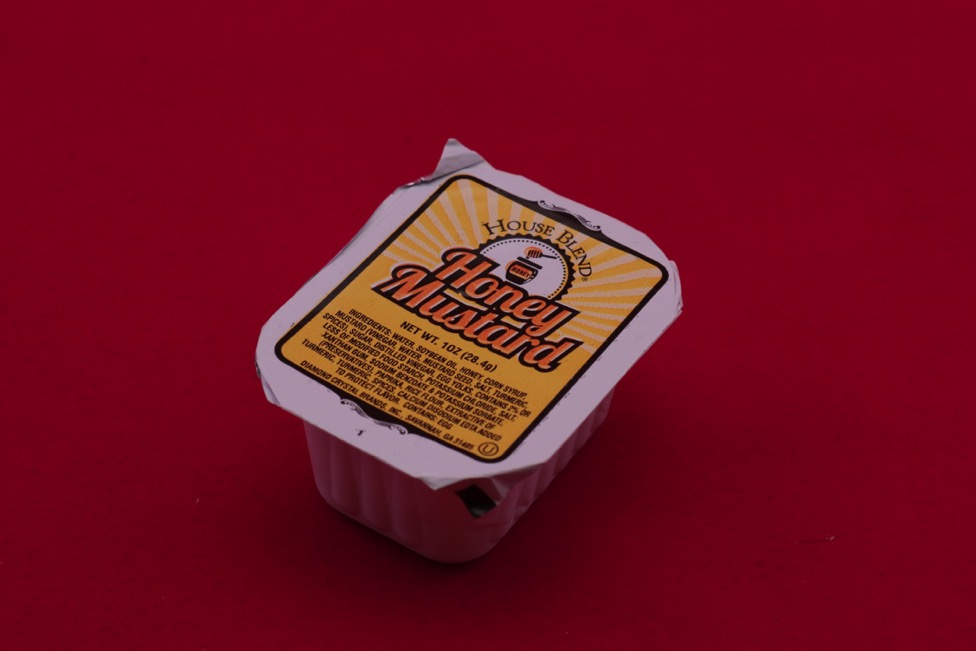 HOUSE BLEND®
HONEY
Honey
Mustard
NET WT. 1OZ (28.4g)
INGREDIENTS: WATER, SOYBEAN OIL, HONEY, CORN SYRUP,
MUSTARD (VINEGAR, WATER, MUSTARD SEED, SALT, TURMERIC,
SPICES), SUGAR, DISTILLED VINEGAR, EGG YOLKS, CONTAINS 2% OR
LESS OF MODIFIED FOOD STARCH, POTASSIUM CHLORIDE, SALT,
XANTHAN GUM, SODIUM BENZOATE & POTASSIUM SORBATE,
(PRESERVATIVES), PAPRIKA, RICE FLOUR, EXTRACTIVE OF
TURMERIC, TURMERIC, SPICES, CALCIUM DISODIUM EDTA ADDED
TO PROTECT FLAVOR. CONTAINS: EGG
DIAMOND CRYSTAL BRANDS, INC. SAVANNAH, GA 31405 U